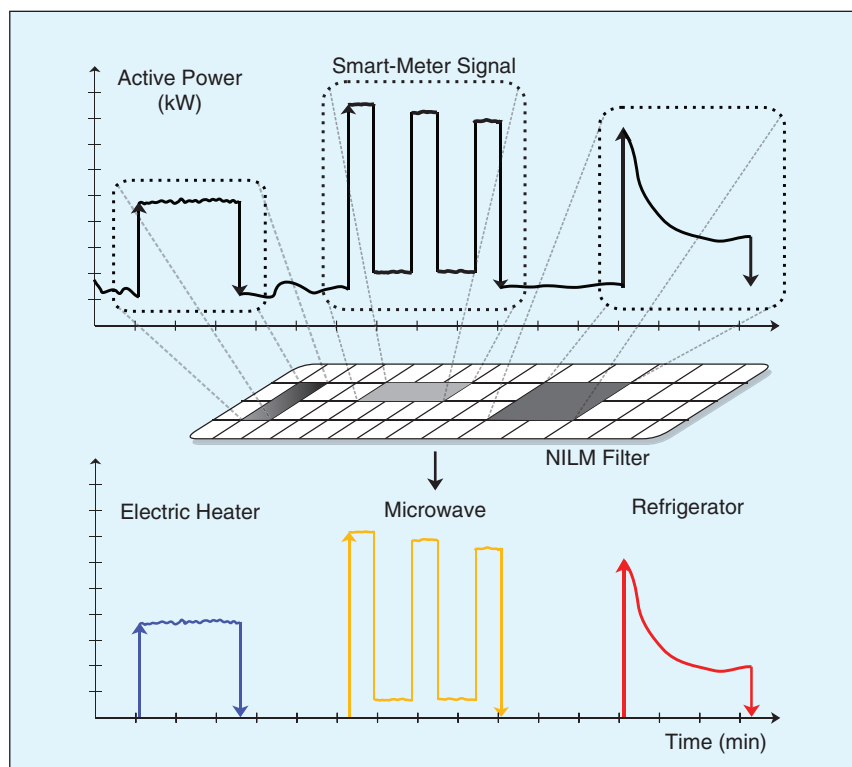 Smart-Meter Signal
Active Power
(kW)
NILM Filter
Electric Heater
Microwave
Refrigerator
Time (min)